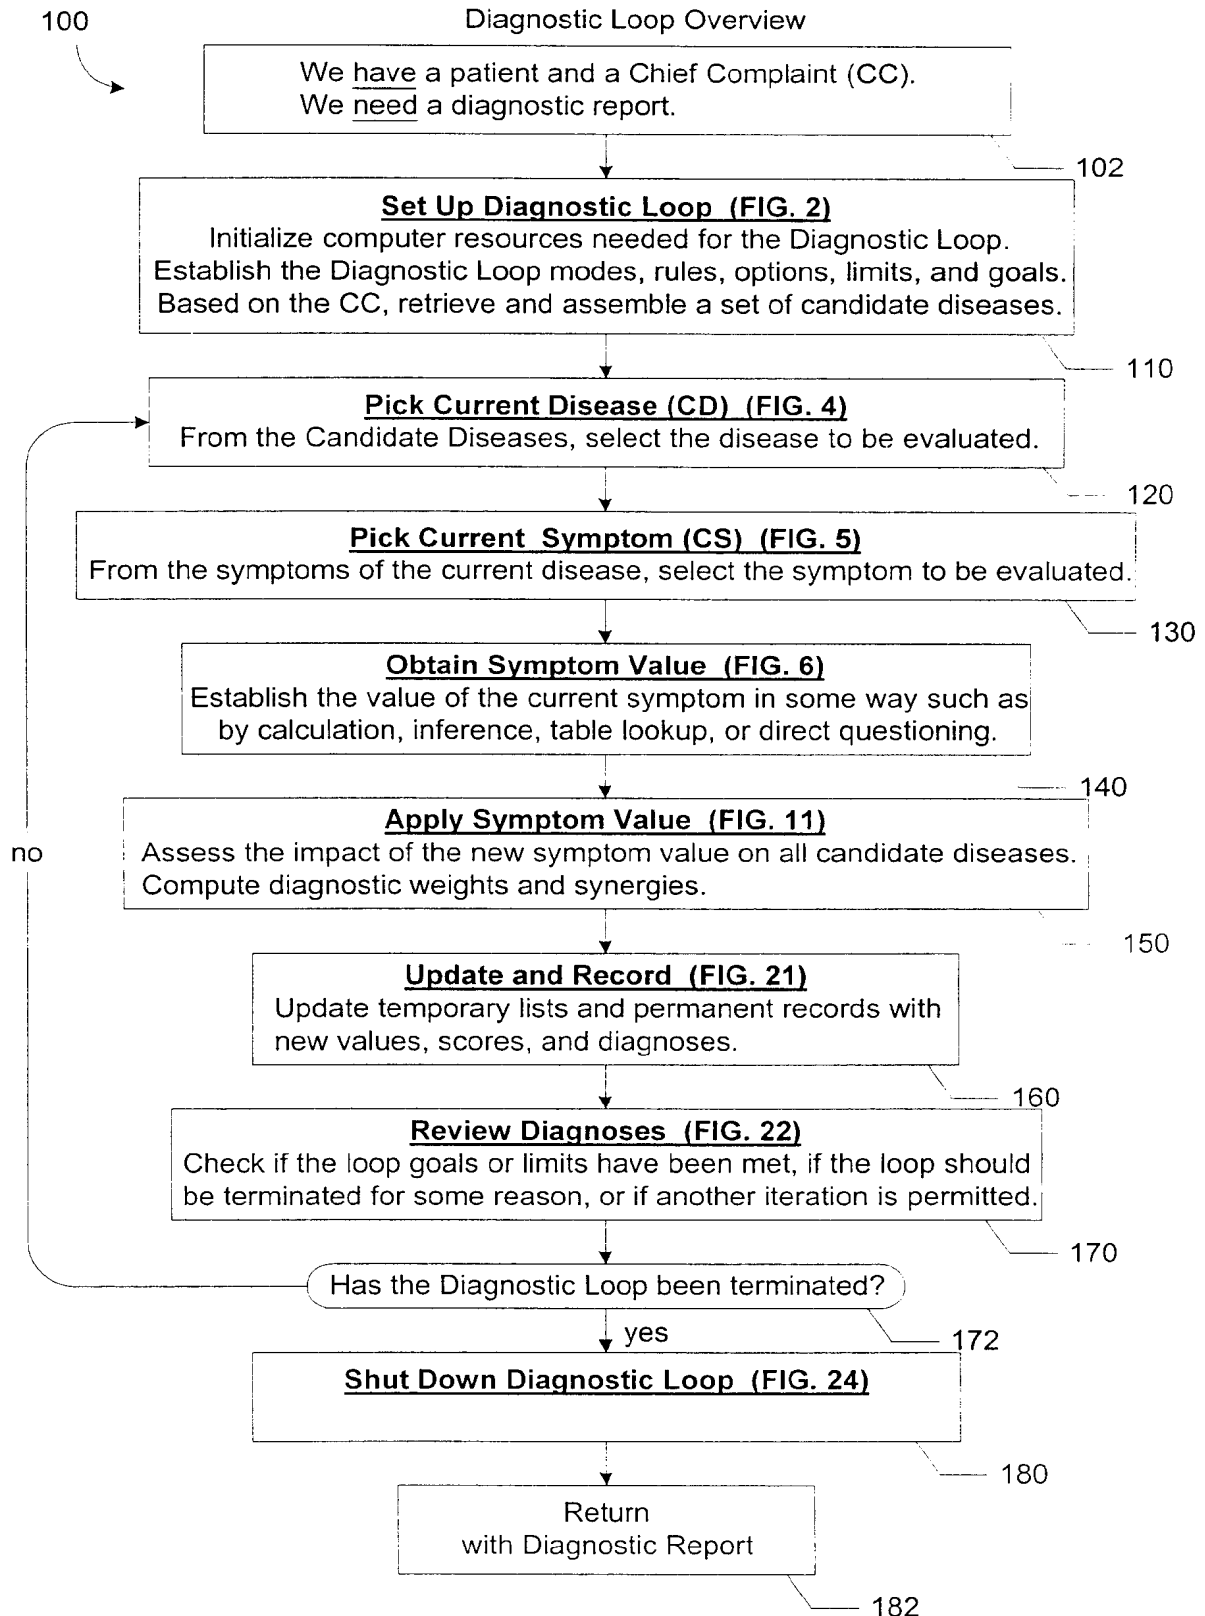 100
Diagnostic Loop Overview
We have a patient and a Chief Complaint (CC).
We need a diagnostic report.
102
Set Up Diagnostic Loop (FIG. 2)
Initialize computer resources needed for the Diagnostic Loop.
Establish the Diagnostic Loop modes, rules, options, limits, and goals.
Based on the CC, retrieve and assemble a set of candidate diseases.
110
Pick Current Disease (CD) (FIG. 4)
From the Candidate Diseases, select the disease to be evaluated.
120
Pick Current Symptom (CS) (FIG. 5)
From the symptoms of the current disease, select the symptom to be evaluated.
130
Obtain Symptom Value (FIG. 6)
Establish the value of the current symptom in some way such as
by calculation, inference, table lookup, or direct questioning.
140
Apply Symptom Value (FIG. 11)
Assess the impact of the new symptom value on all candidate diseases.
Compute diagnostic weights and synergies.
no
150
Update and Record (FIG. 21)
Update temporary lists and permanent records with
new values, scores, and diagnoses.
160
Review Diagnoses (FIG. 22)
Check if the loop goals or limits have been met, if the loop should
be terminated for some reason, or if another iteration is permitted.
170
Has the Diagnostic Loop been terminated?
yes
172
Shut Down Diagnostic Loop (FIG. 24)
180
Return
with Diagnostic Report
182